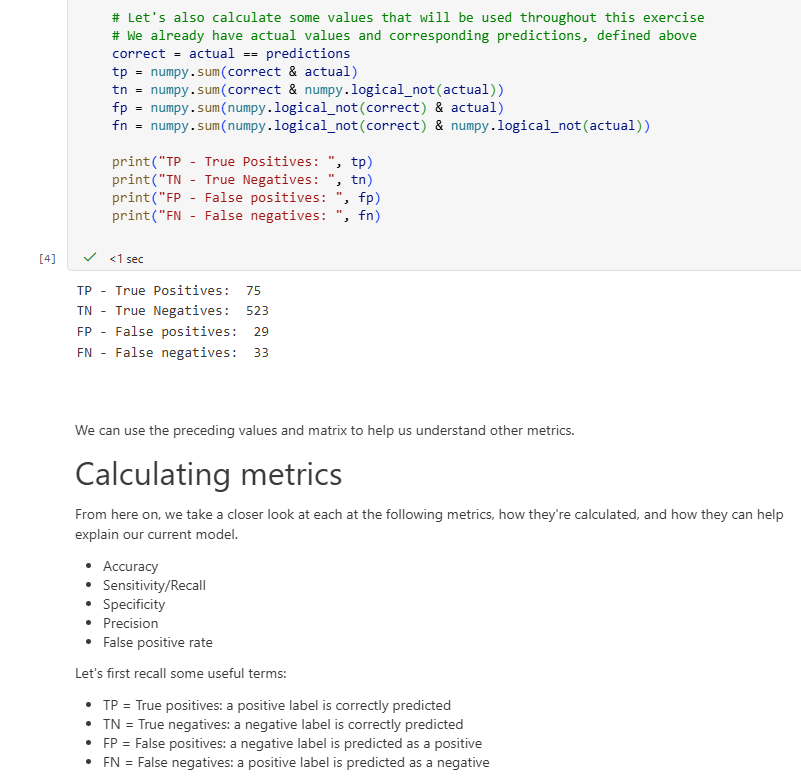 # Let's also calculate some values that will be used throughout this exercise
# We already have actual values and corresponding predictions, defined above
correct = actual == predictions
tp = numpy.sum(correct & actual)
tn = numpy.sum(correct & numpy.logical_not(actual))
fp = numpy.sum(numpy.logical_not(correct) & actual)
fn = numpy.sum(numpy.logical_not(correct) & numpy.logical_not(actual))
print("TP - True Positives: ", tp)
print("TN - True Negatives: ", tn)
print("FP - False positives: ", fp)
print("FN - False negatives: ", fn)
[4] ✓ <1 sec
TP - True Positives:  75
TN - True Negatives:  523
FP - False positives:  29
FN - False negatives:  33
We can use the preceding values and matrix to help us understand other metrics.
Calculating metrics
From here on, we take a closer look at each at the following metrics, how they're calculated, and how they can help
explain our current model.
• Accuracy
• Sensitivity/Recall
• Specificity
• Precision
• False positive rate
Let's first recall some useful terms:
• TP = True positives: a positive label is correctly predicted
• TN = True negatives: a negative label is correctly predicted
• FP = False positives: a negative label is predicted as a positive
• FN = False negatives: a positive label is predicted as a negative